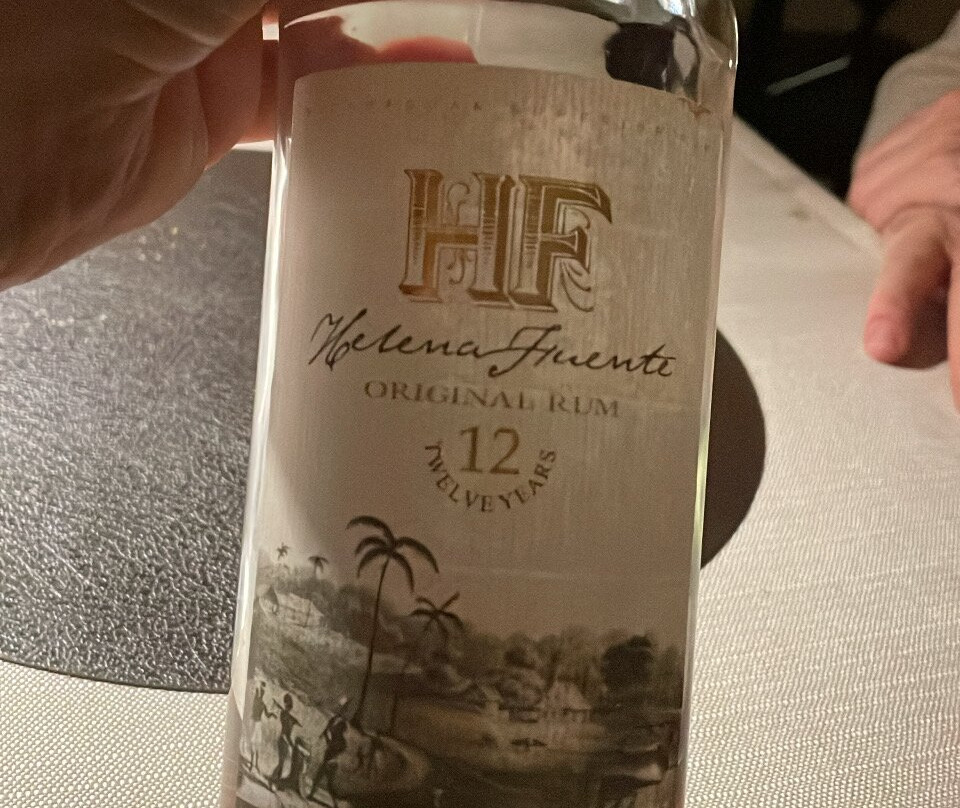 HF
Helena Fuente
ORIGINAL RUM
12
TWELVE YEARS